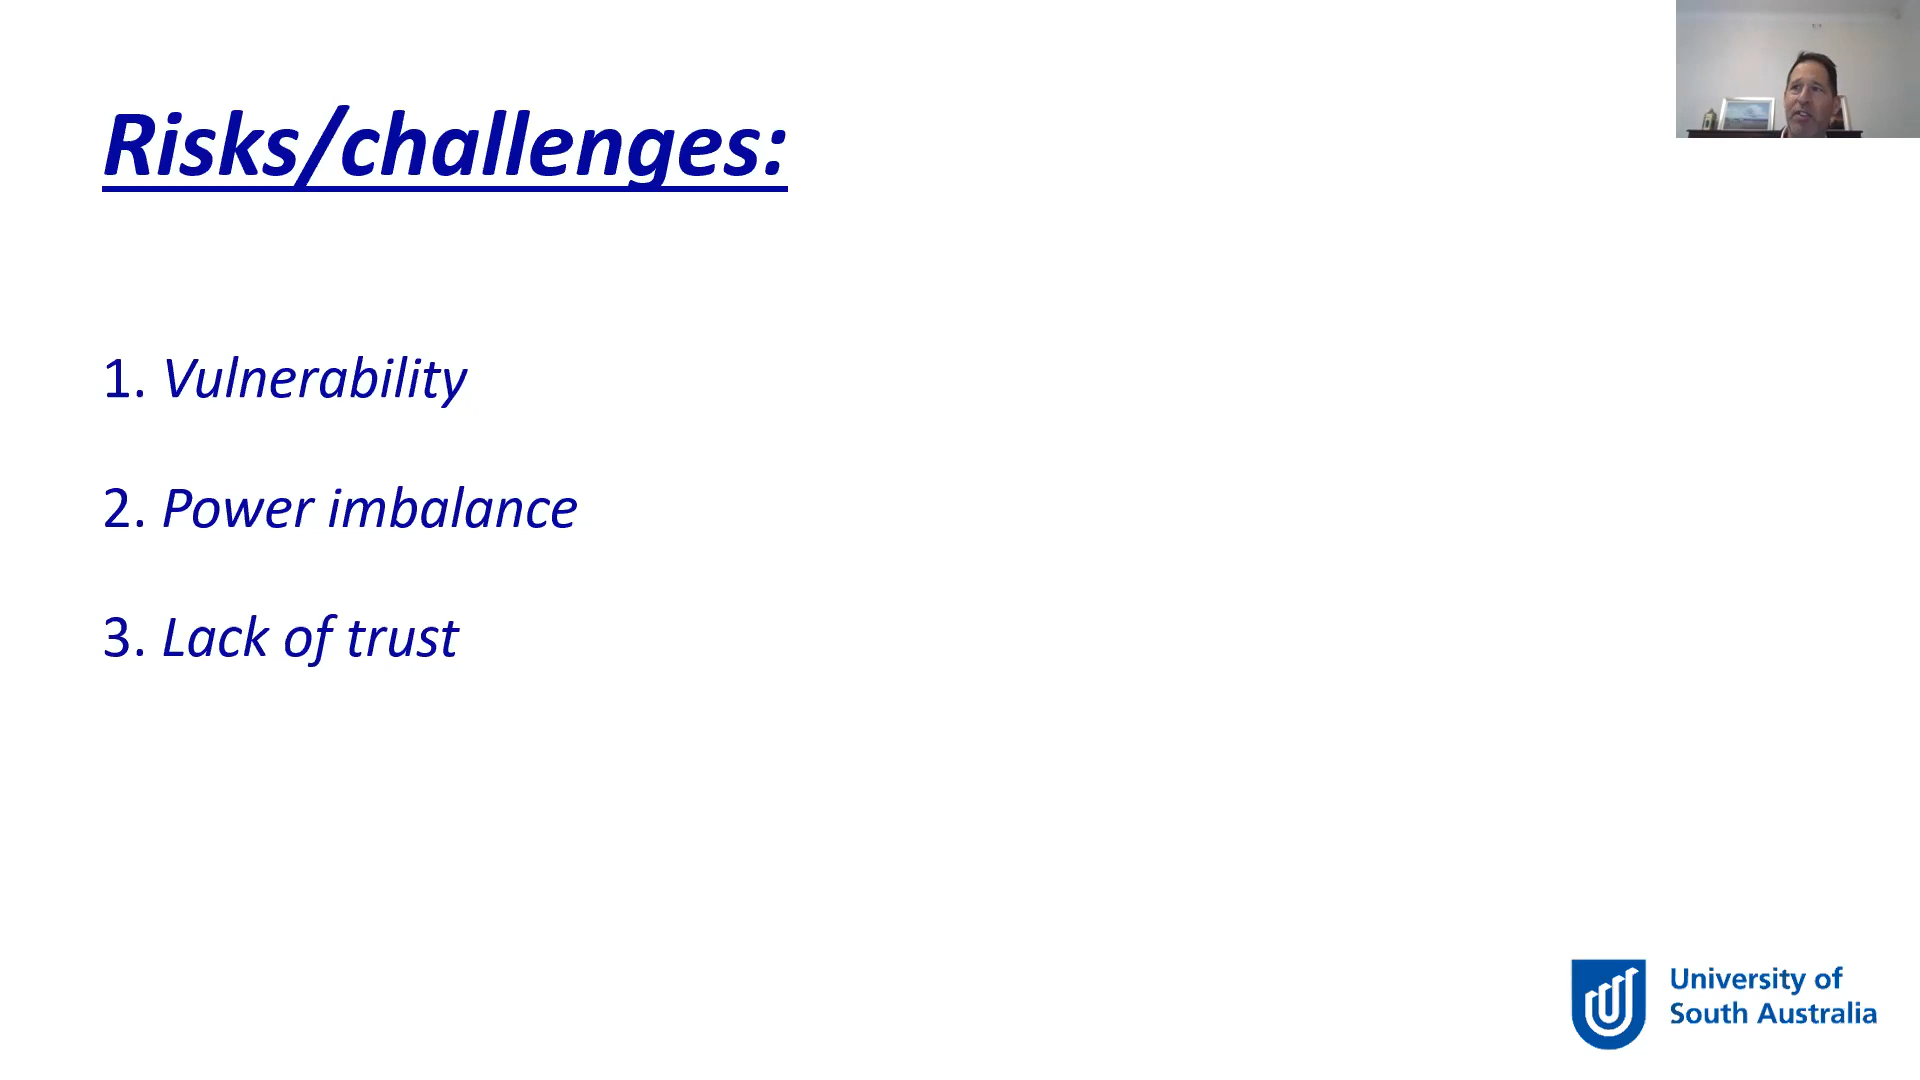 Risks/challenges:
1. Vulnerability
2. Power imbalance
3. Lack of trust
University of
South Australia